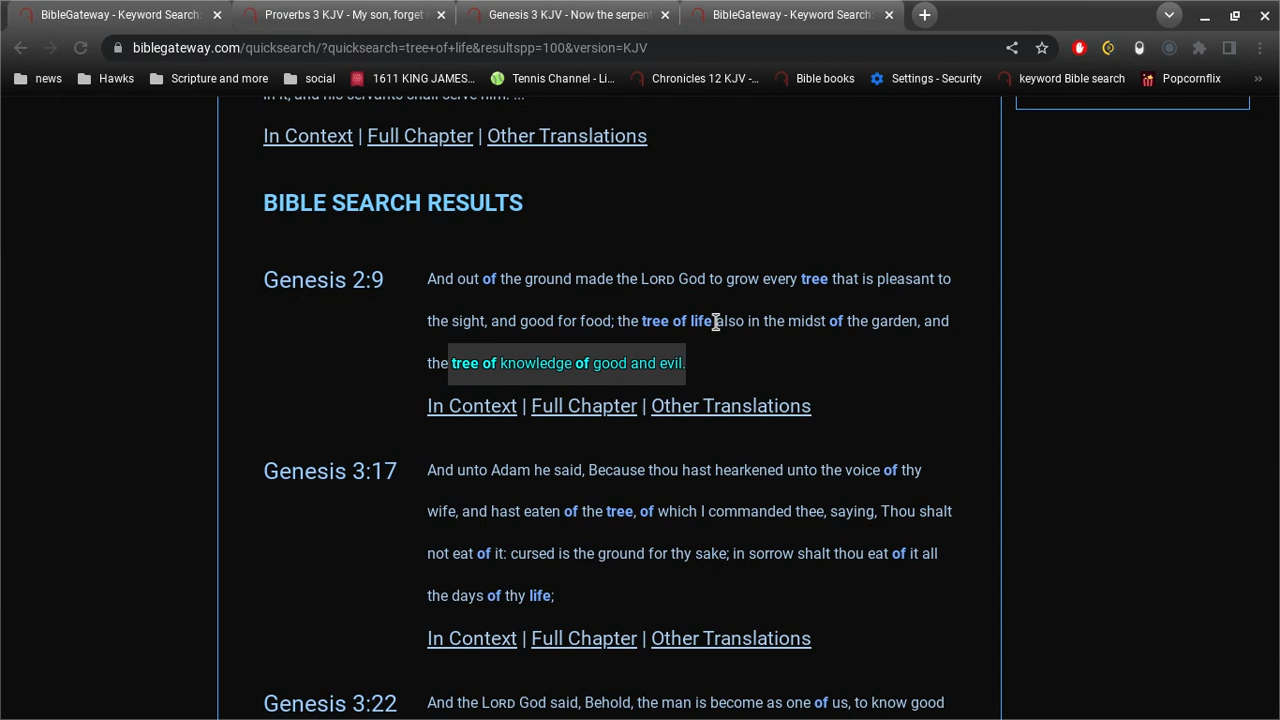 BibleGateway - Keyword Search:
Proverbs 3 KJV - My son, forget
Genesis 3 KJV - Now the serpent
BibleGateway - Keyword Search:
biblegateway.com/quicksearch/?quicksearch=tree+of+life&resultspp=100&version=KJV
news
Hawks
Scripture and more
social
1611 KING JAMES...
Tennis Channel - Li...
Chronicles 12 KJV -...
Bible books
Settings - Security
keyword Bible search
Popcornflix
»
in it, and his servants shall serve him: ...
In Context | Full Chapter | Other Translations
BIBLE SEARCH RESULTS
Genesis 2:9
And out of the ground made the LORD God to grow every tree that is pleasant to
the sight, and good for food; the tree of life also in the midst of the garden, and
the tree of knowledge of good and evil.
In Context | Full Chapter | Other Translations
Genesis 3:17
And unto Adam he said, Because thou hast hearkened unto the voice of thy
wife, and hast eaten of the tree, of which I commanded thee, saying, Thou shalt
not eat of it: cursed is the ground for thy sake; in sorrow shalt thou eat of it all
the days of thy life;
In Context | Full Chapter | Other Translations
Genesis 3:22
And the LORD God said, Behold, the man is become as one of us, to know good